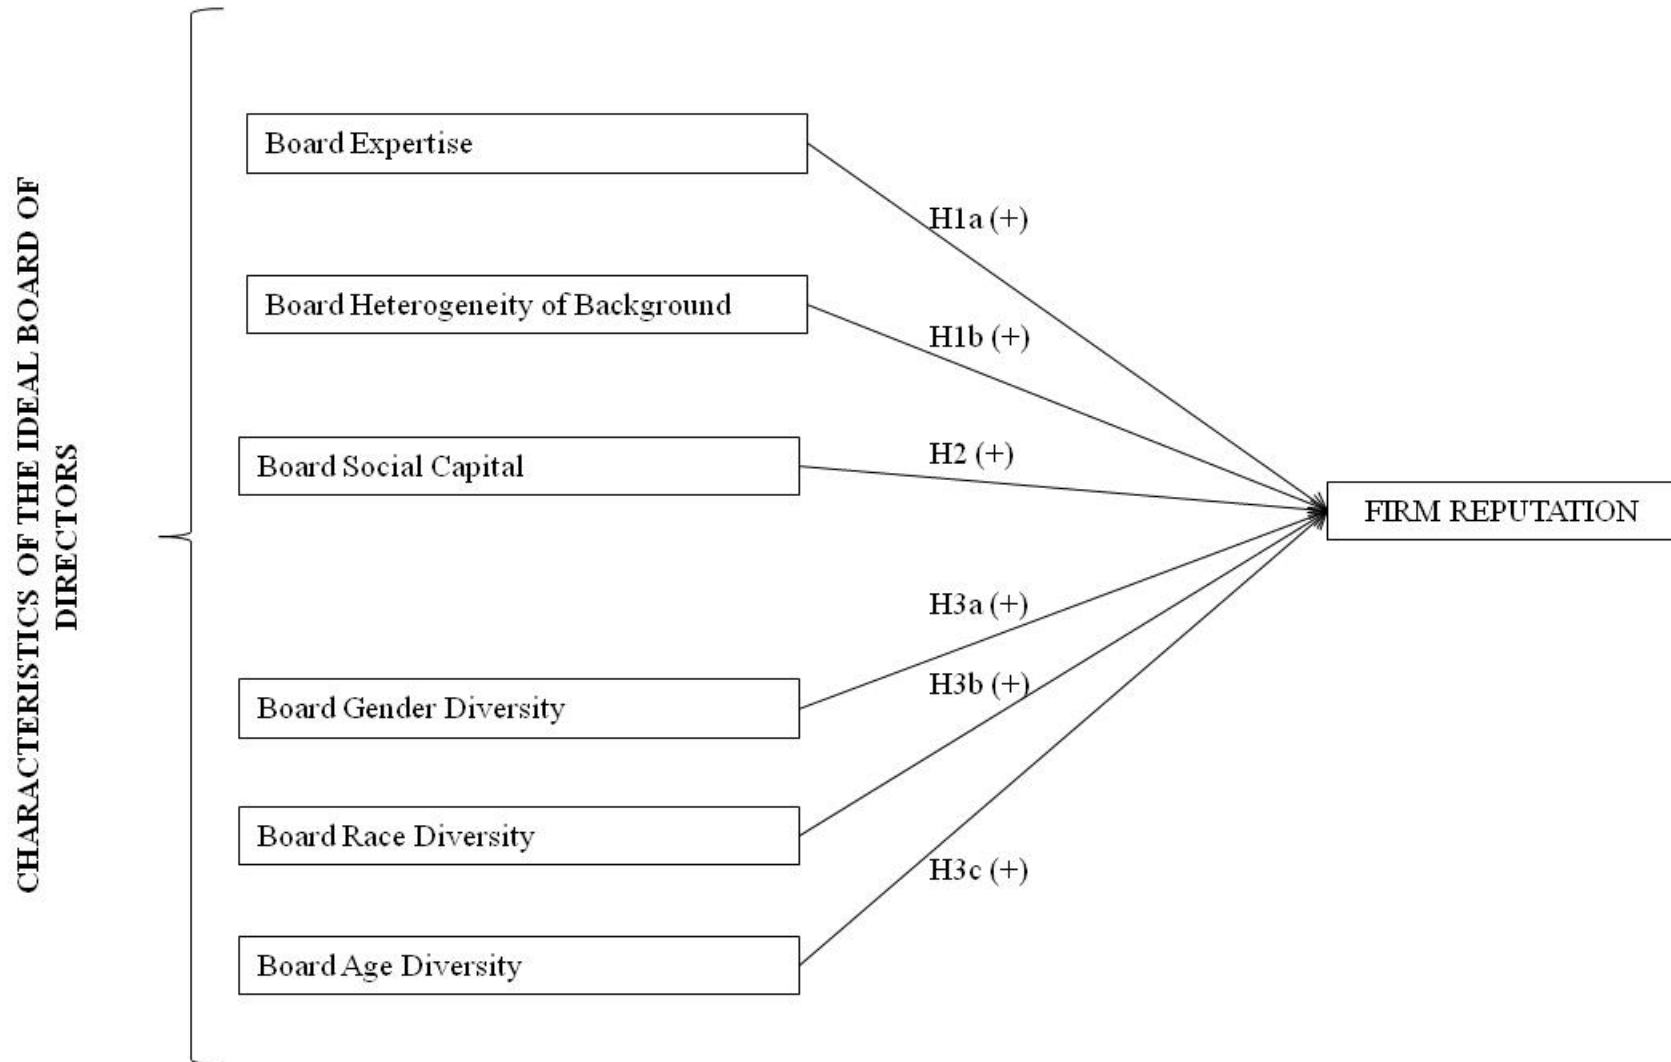 CHARACTERISTICS OF THE IDEAL BOARD OF
DIRECTORS
Board Expertise
H1a (+)
Board Heterogeneity of Background
H1b (+)
Board Social Capital
H2 (+)
FIRM REPUTATION
H3a (+)
Board Gender Diversity
H3b (+)
Board Race Diversity
H3c (+)
Board Age Diversity